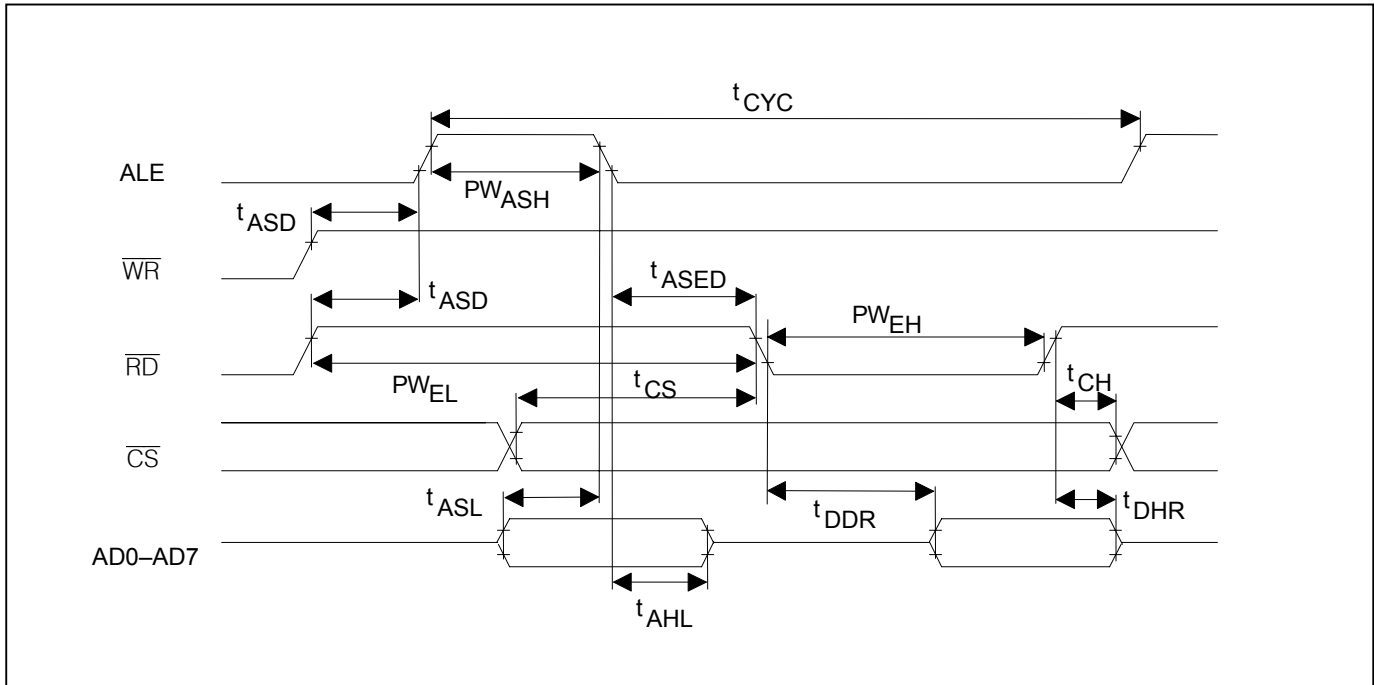 tCYC
ALE
PWASH
tASD
WR
tASED
tASD
PWEH
RD
PWEL
tCS
tCH
CS
tASL
tDDR
tDHR
AD0–AD7
tAHL